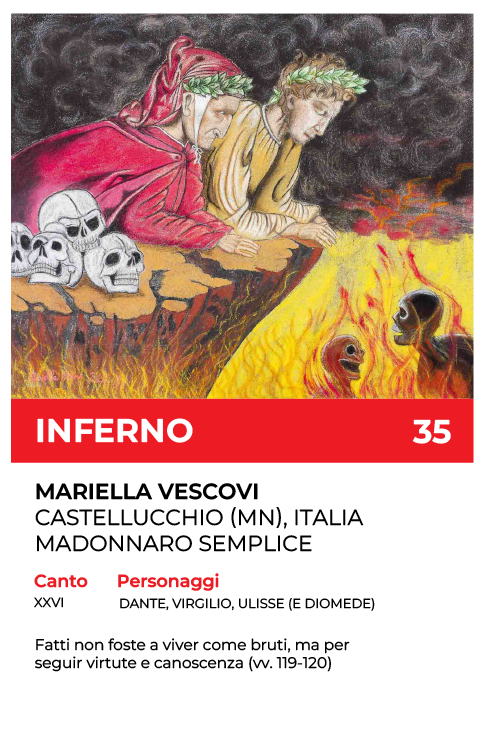 INFERNO 35
MARIELLA VESCOVI
CASTELLUCCHIO (MN), ITALIA
MADONNARO SEMPLICE
Canto Personaggi
XXVI DANTE, VIRGILIO, ULISSE (E DIOMEDE)
Fatti non foste a viver come bruti, ma per
seguir virtute e canoscenza (vv. 119-120)